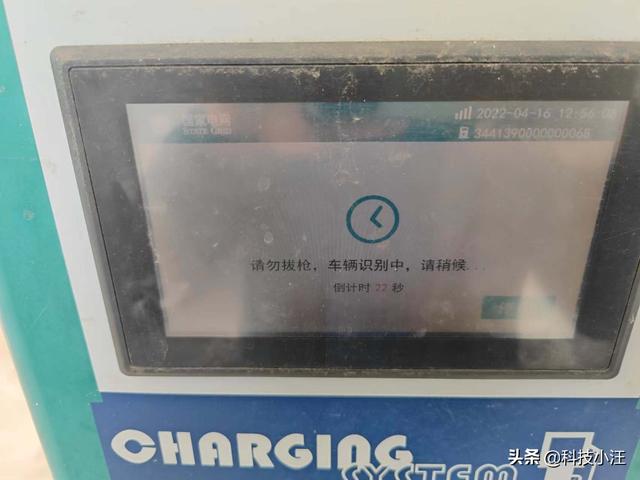 国家电网
STATE GRID
2022-04-16 12:56:08
3441390000000068
请勿拔枪，车辆识别中，请稍候...
倒计时 22 秒
CHARGING
SYSTEM
头条 @科技小汪